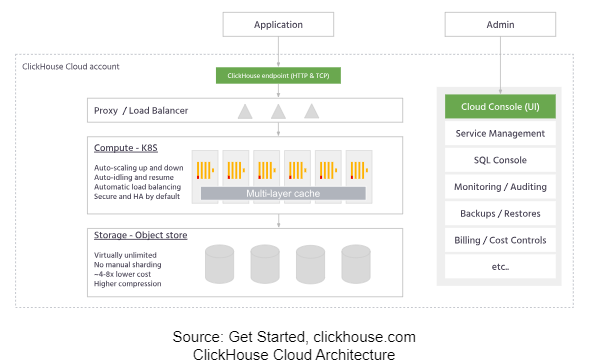 Application
Admin
ClickHouse Cloud account
ClickHouse endpoint (HTTP & TCP)
Proxy / Load Balancer
Compute - K8S
Auto-scaling up and down
Auto-idling and resume
Automatic load balancing
Secure and HA by default
Multi-layer cache
Storage - Object store
Virtually unlimited
No manual sharding
~4-8x lower cost
Higher compression
Cloud Console (UI)
Service Management
SQL Console
Monitoring / Auditing
Backups / Restores
Billing / Cost Controls
etc..
Source: Get Started, clickhouse.com
ClickHouse Cloud Architecture